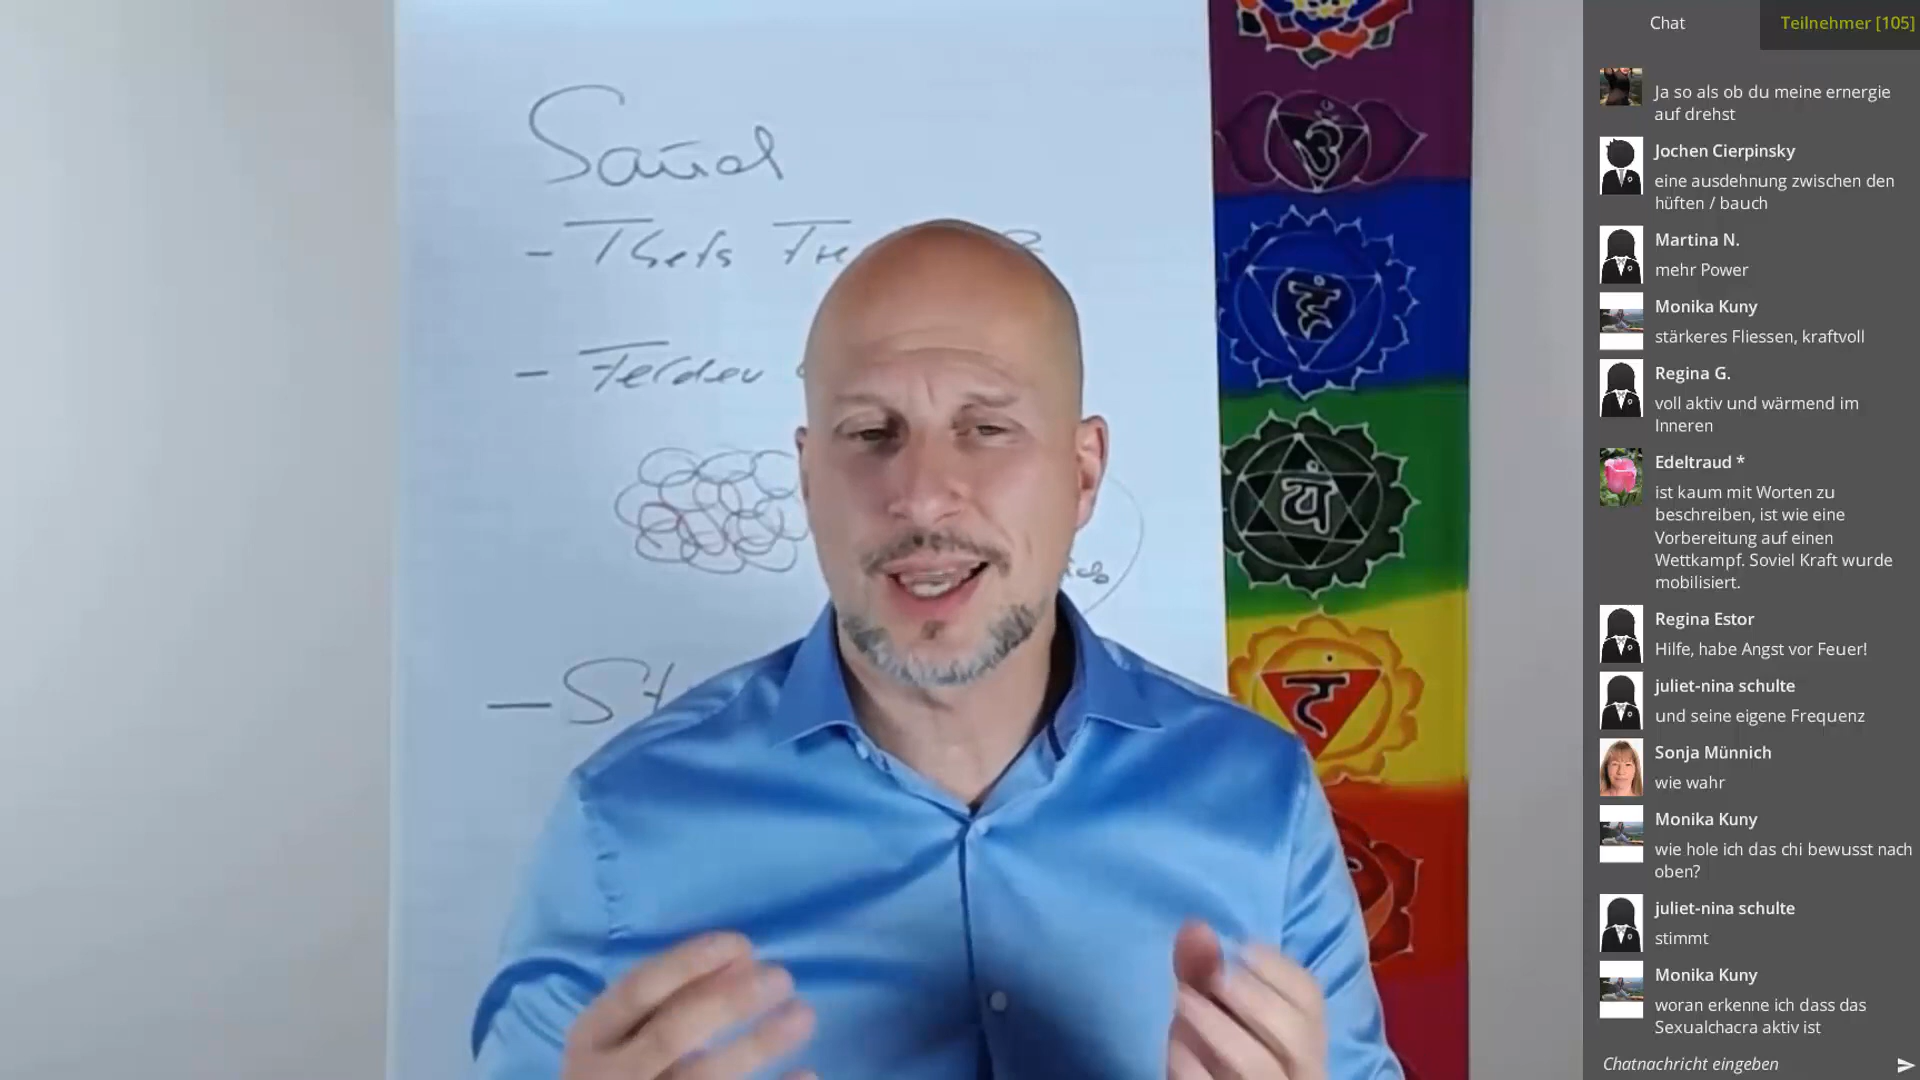 Sound
- Theta
- Felder
Chat
Teilnehmer [105]
Ja so als ob du meine ernergie
auf drehst
Jochen Cierpinsky
eine ausdehnung zwischen den
hüften / bauch
Martina N.
mehr Power
Monika Kuny
stärkeres Fliessen, kraftvoll
Regina G.
voll aktiv und wärmend im
Inneren
Edeltraud *
ist kaum mit Worten zu
beschreiben, ist wie eine
Vorbereitung auf einen
Wettkampf. Soviel Kraft wurde
mobilisiert.
Regina Estor
Hilfe, habe Angst vor Feuer!
juliet-nina schulte
und seine eigene Frequenz
Sonja Münnich
wie wahr
Monika Kuny
wie hole ich das chi bewusst nach
oben?
juliet-nina schulte
stimmt
Monika Kuny
woran erkenne ich dass das
Sexualchacra aktiv ist
Chatnachricht eingeben